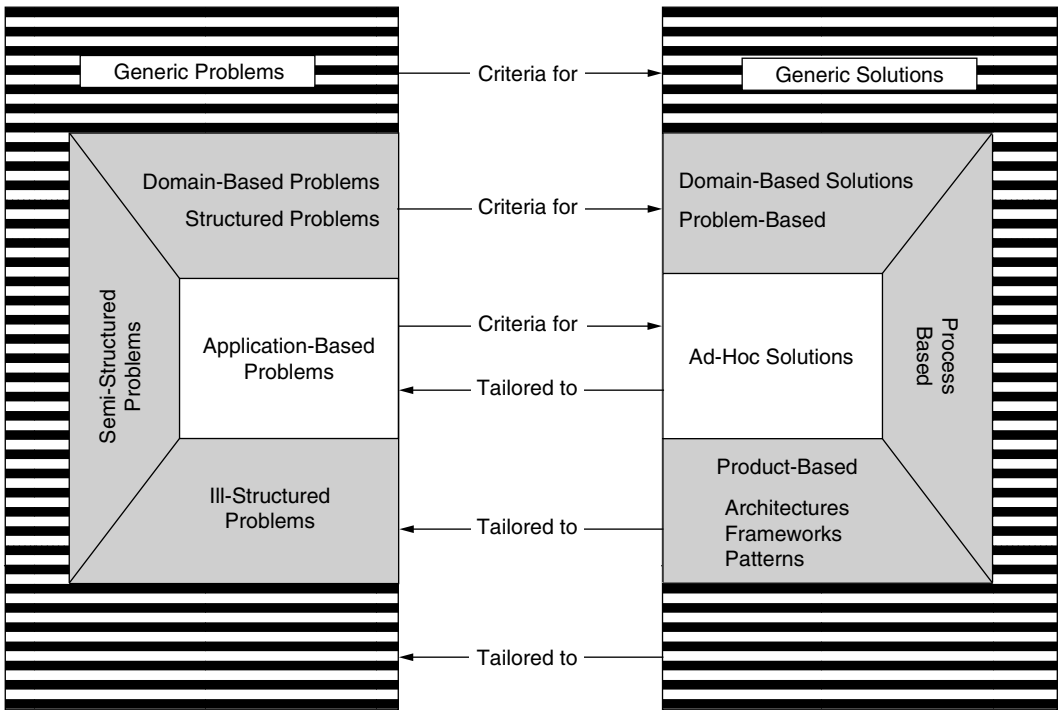 Generic Problems
Criteria for
Generic Solutions
Domain-Based Problems
Structured Problems
Criteria for
Domain-Based Solutions
Problem-Based
Semi-Structured
Problems
Application-Based
Problems
Criteria for
Tailored to
Ad-Hoc Solutions
Process
Based
Ill-Structured
Problems
Tailored to
Product-Based
Architectures
Frameworks
Patterns
Tailored to